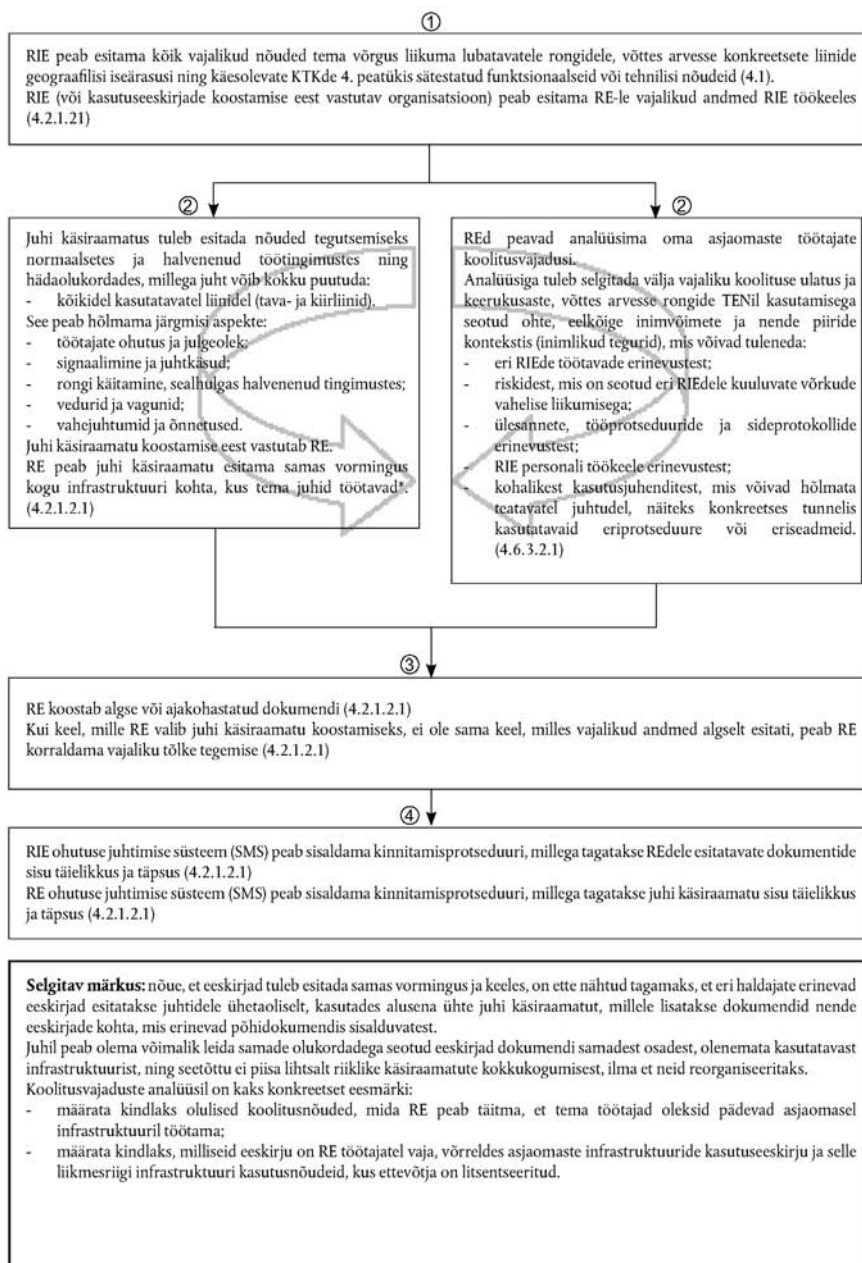 ①
RIE peab esitama kõik vajalikud nõuded tema võrgus liikuma lubatavatele rongidele, võttes arvesse konkreetsete liinide
geograafilisi iseärasusi ning käesolevate KTKde 4. peatükis sätestatud funktsionaalseid või tehnilisi nõudeid (4.1).
RIE (või kasutuseeskirjade koostamise eest vastutav organisatsioon) peab esitama RE-le vajalikud andmed RIE töökeeles
(4.2.1.21)
②
Juhi käsiraamatus tuleb esitada nõuded tegutsemiseks
normaalsetes ja halvenenud töötingimustes ning
hädaolukordades, millega juht võib kokku puutuda:
- kõikidel kasutatavatel liinidel (tava- ja kiirliinid).
See peab hõlmama järgmisi aspekte:
- töötajate ohutus ja julgeolek;
- signaalimine ja juhtkäsud;
- rongi käitamine, sealhulgas halvenenud tingimustes;
- vedurid ja vagunid;
- vahejuhtumid ja õnnetused.
Juhi käsiraamatu koostamise eest vastutab RE.
RE peab juhi käsiraamatu esitama samas vormingus
kogu infrastruktuuri kohta, kus tema juhid töötavad*.
(4.2.1.2.1)
②
REd peavad analüüsima oma asjaomaste töötajate
koolitusvajadusi.
Analüüsiga tuleb selgitada välja vajaliku koolituse ulatus ja
keerukusaste, võttes arvesse rongide TENil kasutamisega
seotud ohte, eelkõige inimvõimete ja nende piiride
kontekstis (inimlikud tegurid), mis võivad tuleneda:
- eri RIEde töötavade erinevustest;
- riskidest, mis on seotud eri RIEdele kuuluvate võrkude
vahelise liikumisega;
- ülesannete, tööprotseduuride ja sideprotokollide
erinevustest;
- RIE personali töökeele erinevustest;
- kohalikest kasutusjuhenditest, mis võivad hõlmata
teatavatel juhtudel, näiteks konkreetses tunnelis
kasutatavaid eriprotseduure või eriseadmeid.
(4.6.3.2.1)
③
RE koostab algse või ajakohastatud dokumendi (4.2.1.2.1)
Kui keel, mille RE valib juhi käsiraamatu koostamiseks, ei ole sama keel, milles vajalikud andmed algselt esitati, peab RE
korraldama vajaliku tõlke tegemise (4.2.1.2.1)
④
RIE ohutuse juhtimise süsteem (SMS) peab sisaldama kinnitamisprotseduuri, millega tagatakse REdele esitatavate dokumentide
sisu täielikkus ja täpsus (4.2.1.2.1)
RE ohutuse juhtimise süsteem (SMS) peab sisaldama kinnitamisprotseduuri, millega tagatakse juhi käsiraamatu sisu täielikkus
ja täpsus (4.2.1.2.1)
Selgitav märkus: nõue, et eeskirjad tuleb esitada samas vormingus ja keeles, on ette nähtud tagamaks, et eri haldajate erinevad
eeskirjad esitatakse juhtidele ühetaoliselt, kasutades alusena ühte juhi käsiraamatut, millele lisatakse dokumendid nende
eeskirjade kohta, mis erinevad põhidokumendis sisalduvatest.
Juhil peab olema võimalik leida samade olukordadega seotud eeskirjad dokumendi samadest osadest, olenemata kasutatavast
infrastruktuurist, ning seetõttu ei piisa lihtsalt riiklike käsiraamatute kokkukogumisest, ilma et neid reorganiseeritaks.
Koolitusvajaduste analüüsil on kaks konkreetset eesmärki:
- määrata kindlaks olulised koolitusnõuded, mida RE peab täitma, et tema töötajad oleksid pädevad asjaomasel
infrastruktuuril töötama;
- määrata kindlaks, milliseid eeskirju on RE töötajatel vaja, võrreldes asjaomaste infrastruktuuride kasutuseeskirju ja selle
liikmesriigi infrastruktuuri kasutusnõudeid, kus ettevõtja on litsentseeritud.